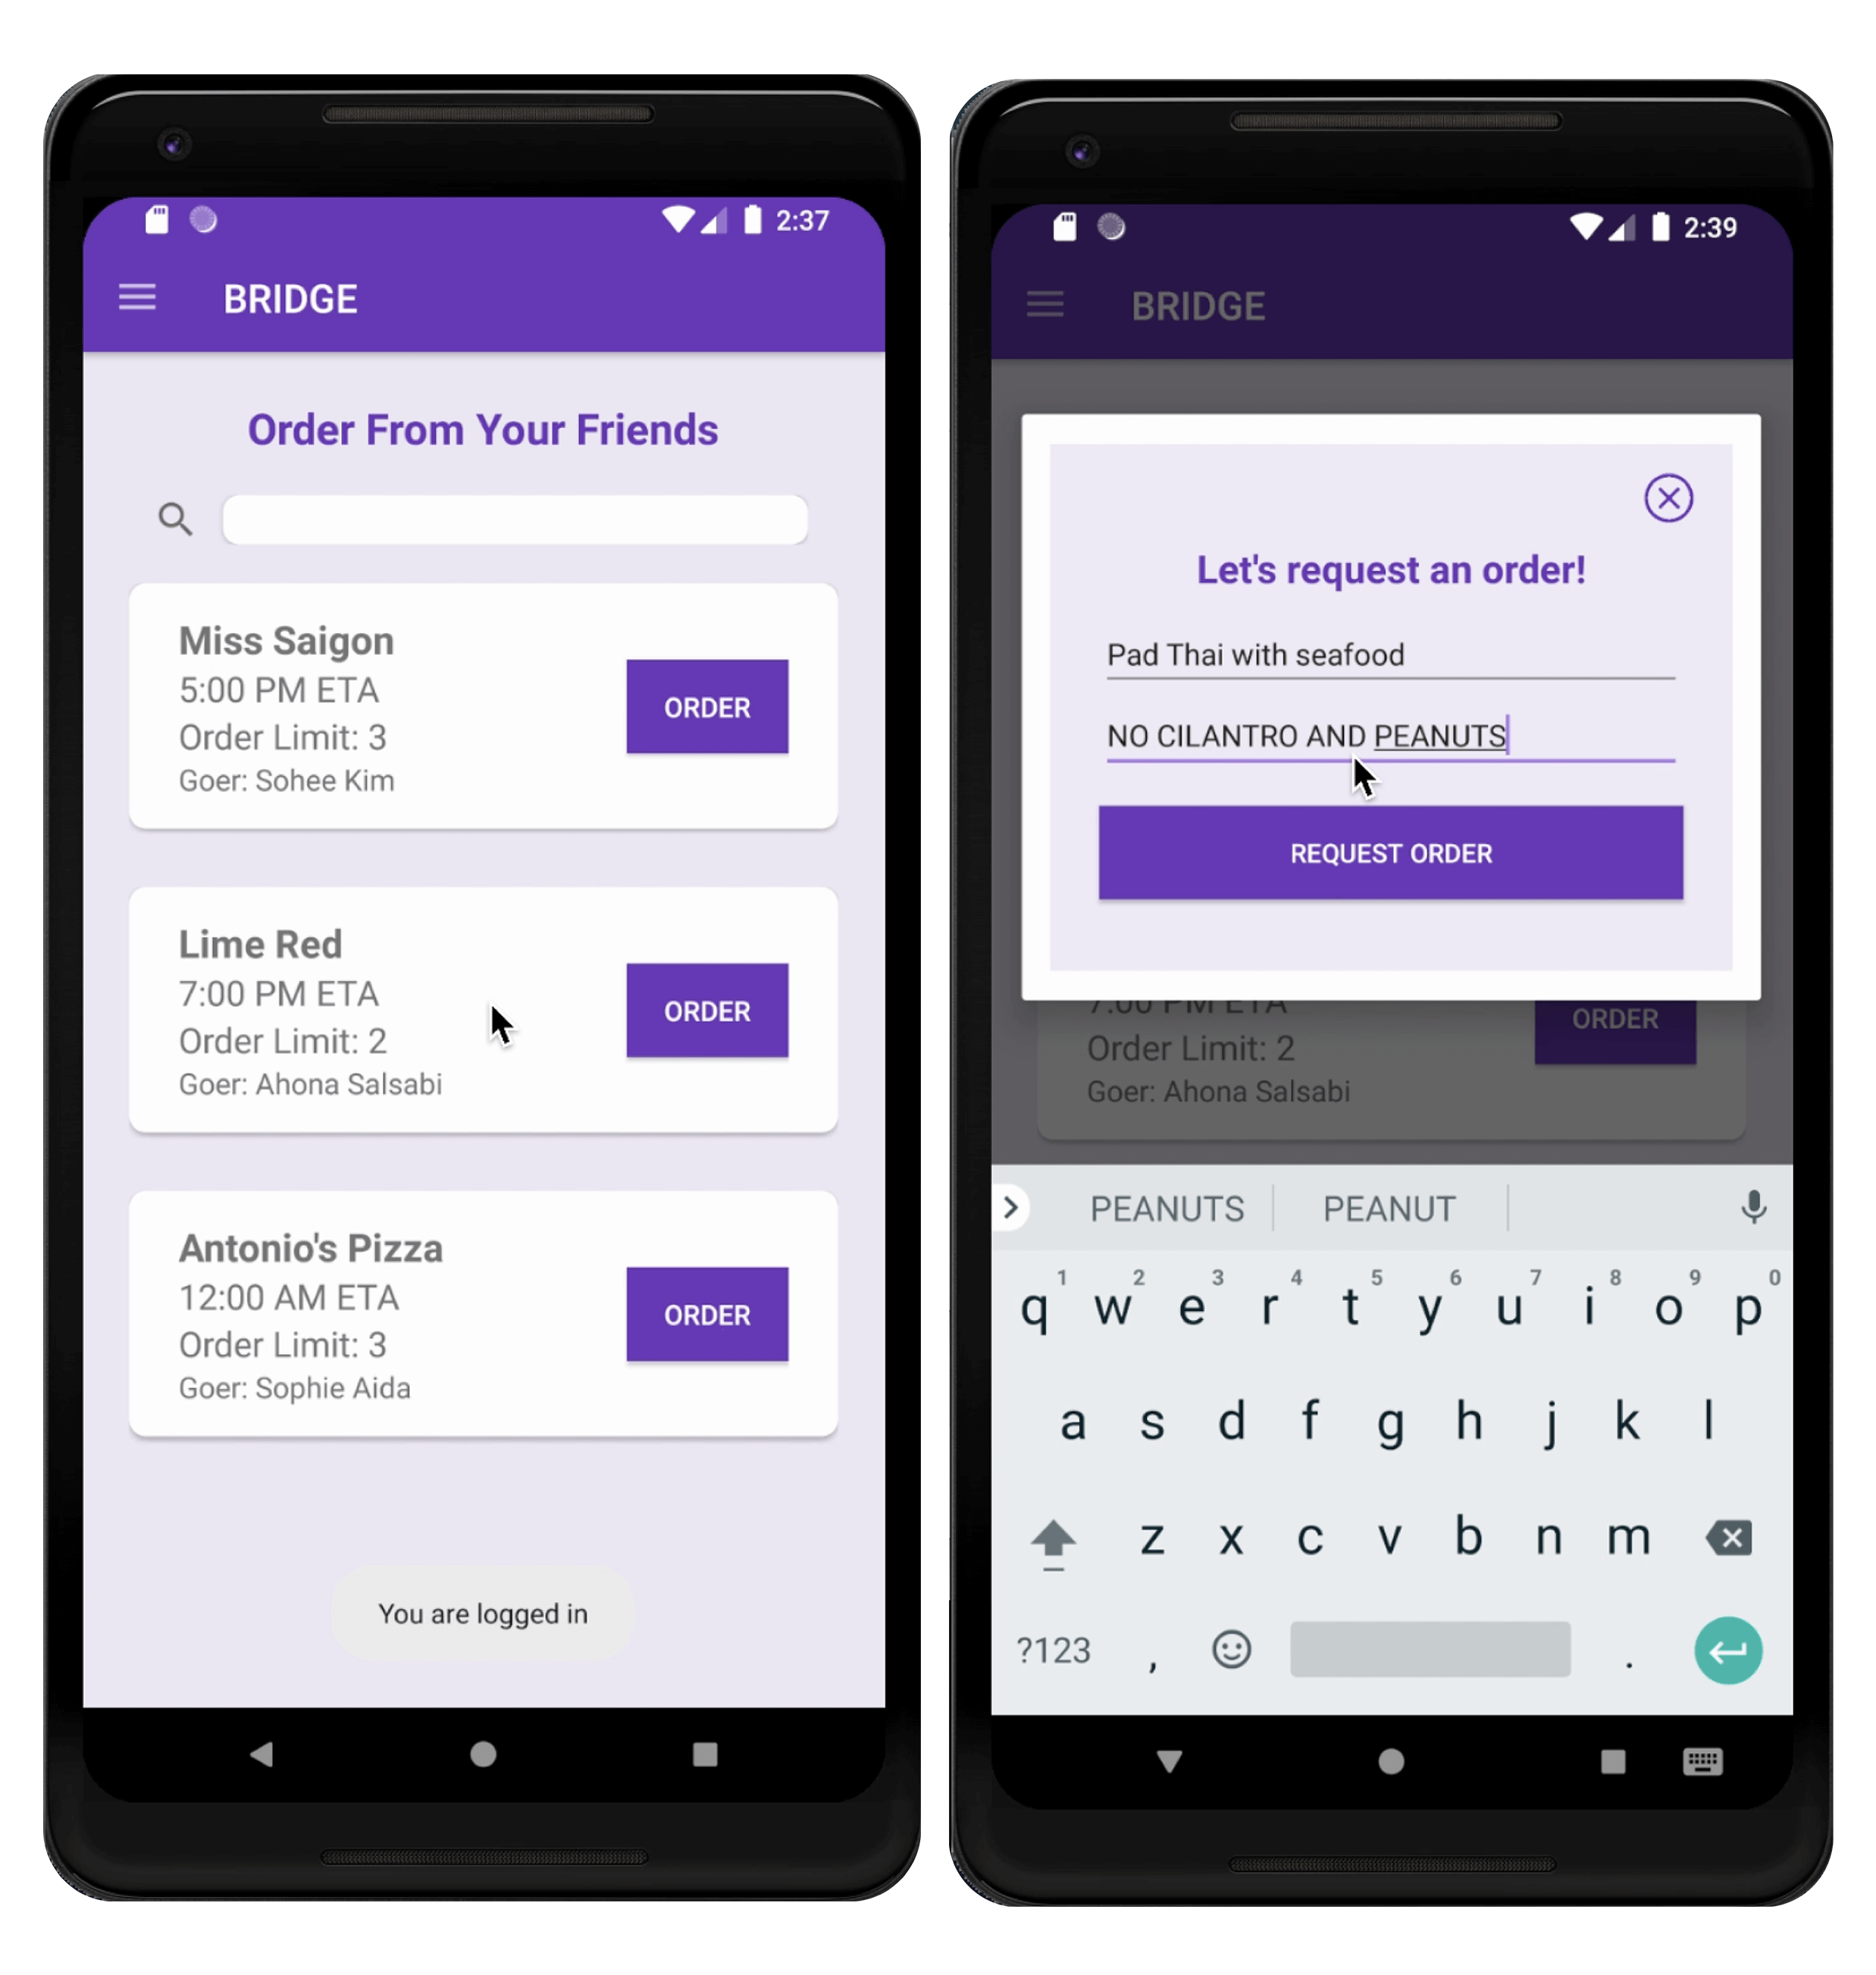 2:37
BRIDGE
Order From Your Friends
Miss Saigon
5:00 PM ETA
Order Limit: 3
Goer: Sohee Kim
ORDER
Lime Red
7:00 PM ETA
Order Limit: 2
Goer: Ahona Salsabi
ORDER
Antonio's Pizza
12:00 AM ETA
Order Limit: 3
Goer: Sophie Aida
ORDER
You are logged in
2:39
BRIDGE
Let's request an order!
Pad Thai with seafood
NO CILANTRO AND PEANUTS
REQUEST ORDER
7:00 PM ETA
ORDER
Order Limit: 2
Goer: Ahona Salsabi
PEANUTS PEANUT
1 2 3 4 5 6 7 8 9 0
q w e r t y u i o p
a s d f g h j k l
z x c v b n m
?123 , .